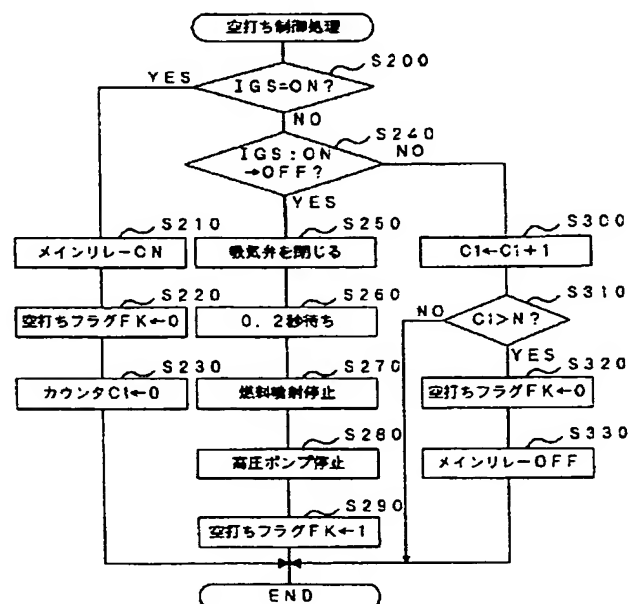 空打ち制御処理
S200
IGS=ON?
YES
NO
S240
IGS:ON
→OFF?
NO
YES
S210
メインリレーON
S220
空打ちフラグFK←0
S230
カウンタCi←0
S250
吸気弁を閉じる
S260
0.2秒待ち
S270
燃料噴射停止
S280
高圧ポンプ停止
S290
空打ちフラグFK←1
S300
Ci←Ci+1
S310
Ci>N?
NO
YES
S320
空打ちフラグFK←0
S330
メインリレーOFF
END